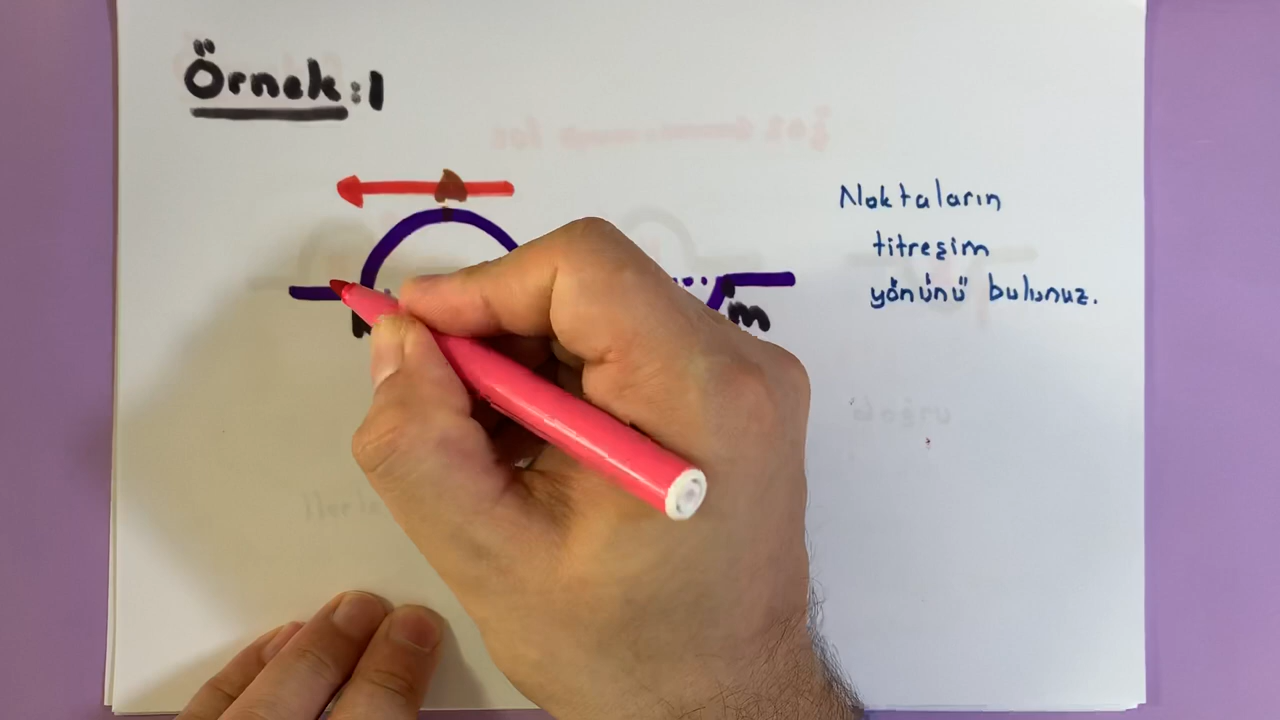 Örnek:1
Noktaların
titreşim
yönünü bulunuz.
m